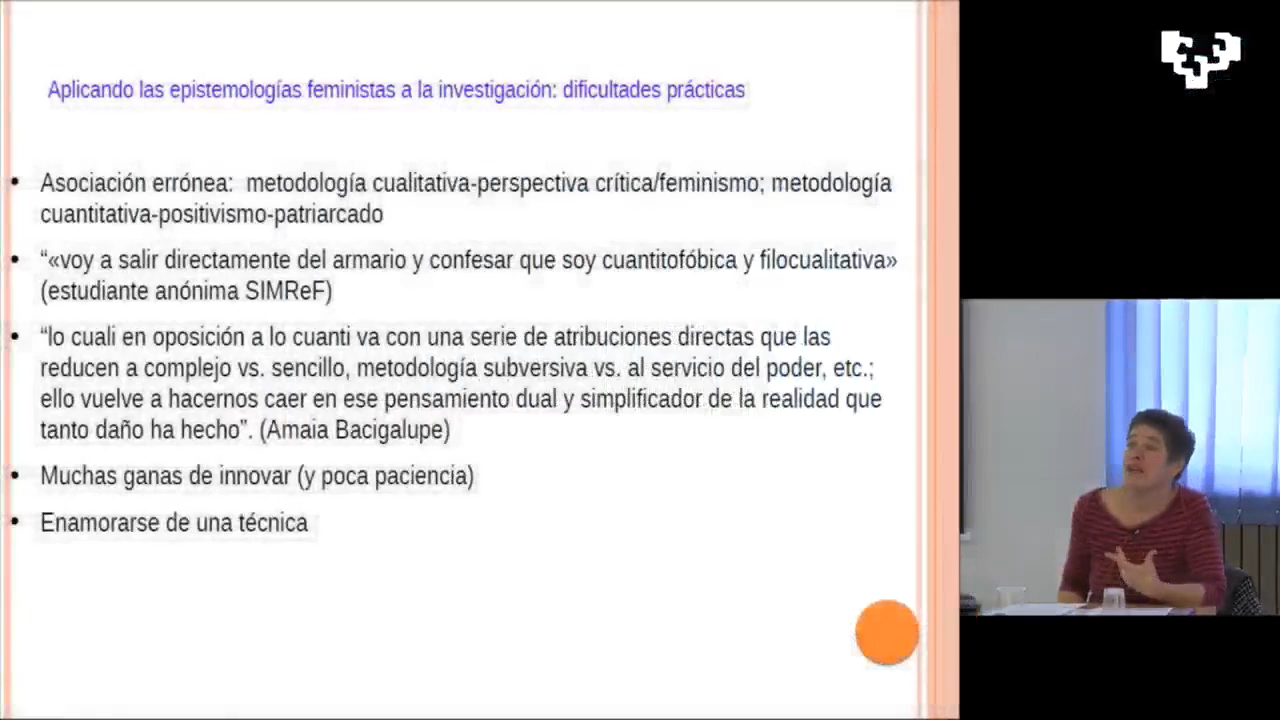 Aplicando las epistemologías feministas a la investigación: dificultades prácticas
• Asociación errónea:  metodología cualitativa-perspectiva crítica/feminismo; metodología
cuantitativa-positivismo-patriarcado
• “«voy a salir directamente del armario y confesar que soy cuantitofóbica y filocualitativa»
(estudiante anónima SIMReF)
• “lo cuali en oposición a lo cuanti va con una serie de atribuciones directas que las
reducen a complejo vs. sencillo, metodología subversiva vs. al servicio del poder, etc.;
ello vuelve a hacernos caer en ese pensamiento dual y simplificador de la realidad que
tanto daño ha hecho”. (Amaia Bacigalupe)
• Muchas ganas de innovar (y poca paciencia)
• Enamorarse de una técnica